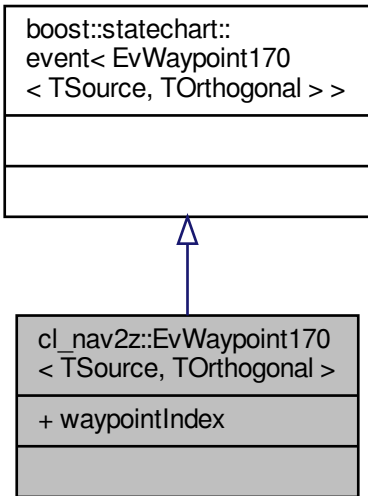 boost::statechart::
event< EvWaypoint170
< TSource, TOrthogonal > >
cl_nav2z::EvWaypoint170
< TSource, TOrthogonal >
+ waypointIndex